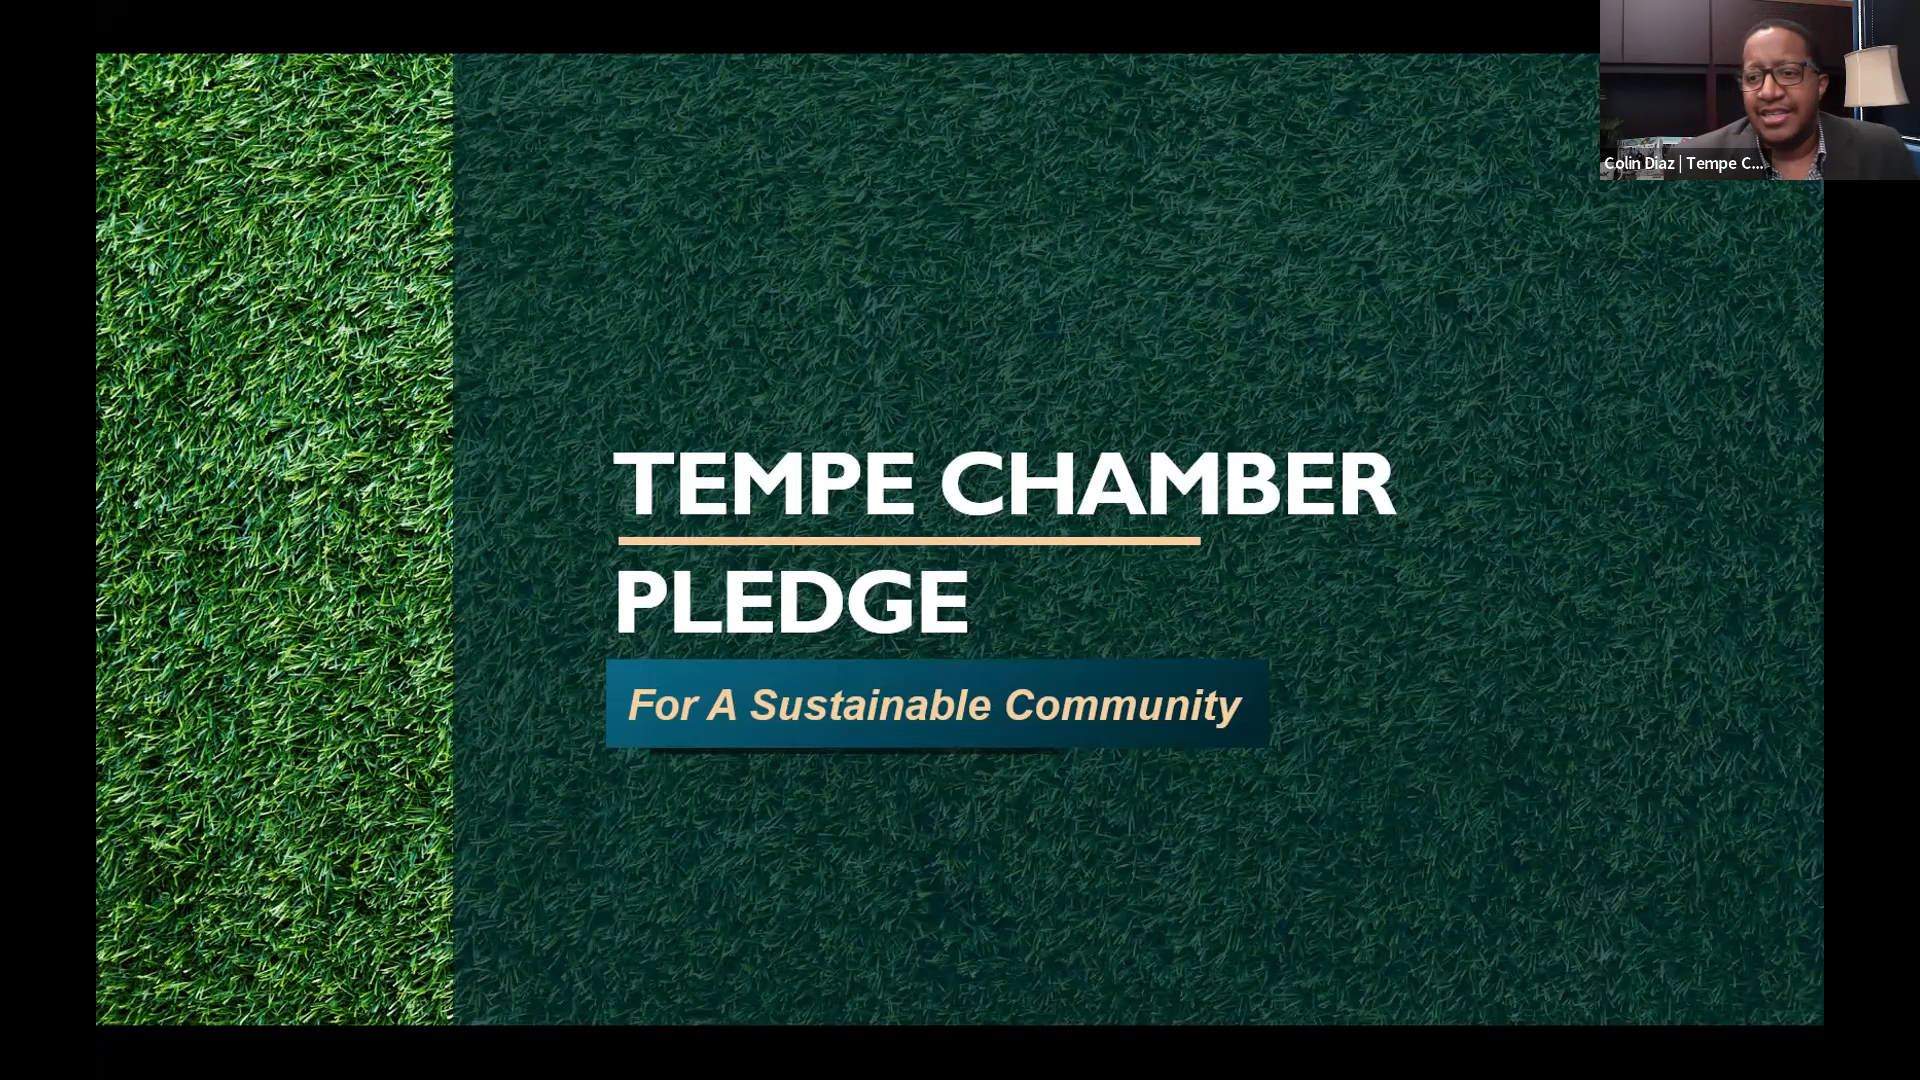 TEMPE CHAMBER
PLEDGE
For A Sustainable Community
Colin Diaz | Tempe C...